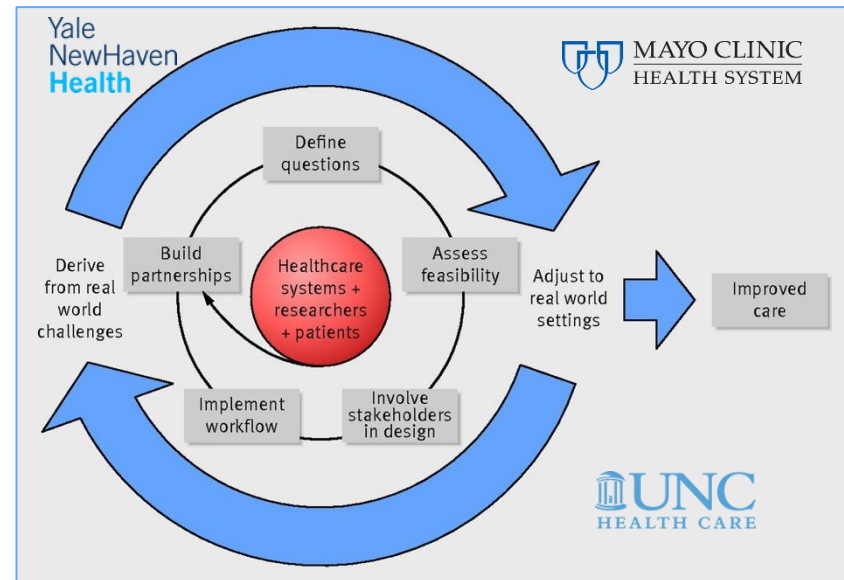 Yale
NewHaven
Health
MAYO CLINIC
HEALTH SYSTEM
Define
questions
Build
partnerships
Healthcare
systems +
researchers
+ patients
Assess
feasibility
Derive
from real
world
challenges
Adjust to
real world
settings
Improved
care
Implement
workflow
Involve
stakeholders
in design
UNC
HEALTH CARE